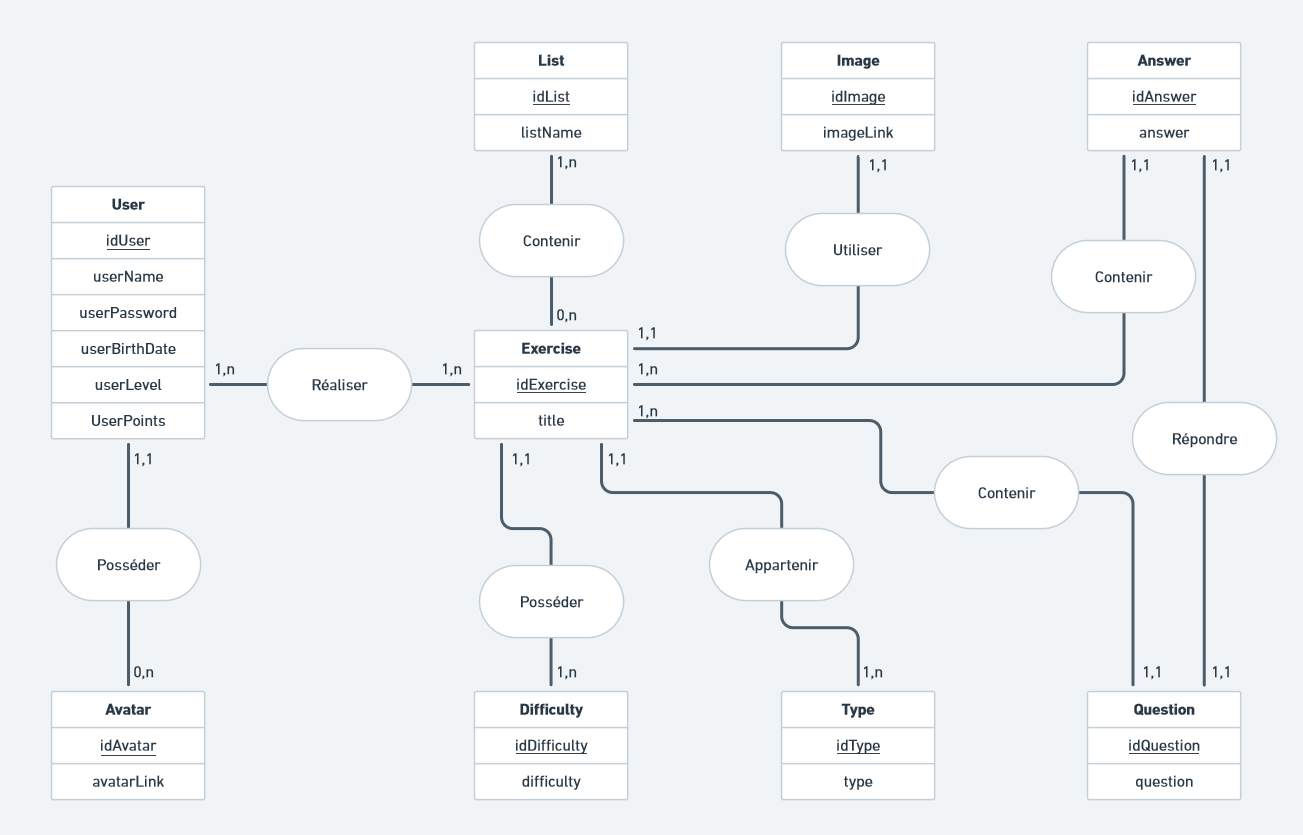 List
idList
listName
1,n
Contenir
0,n
Image
idImage
imageLink
1,1
Utiliser
1,1
Answer
idAnswer
answer
1,1
1,1
Contenir
1,n
Répondre
User
idUser
userName
userPassword
userBirthDate
userLevel
UserPoints
1,n
Réaliser
1,n
Exercise
idExercise
title
1,n
Contenir
1,1
1,1
1,1
Posséder
0,n
1,1
Posséder
1,n
1,1
Appartenir
1,n
Avatar
idAvatar
avatarLink
Difficulty
idDifficulty
difficulty
Type
idType
type
Question
idQuestion
question